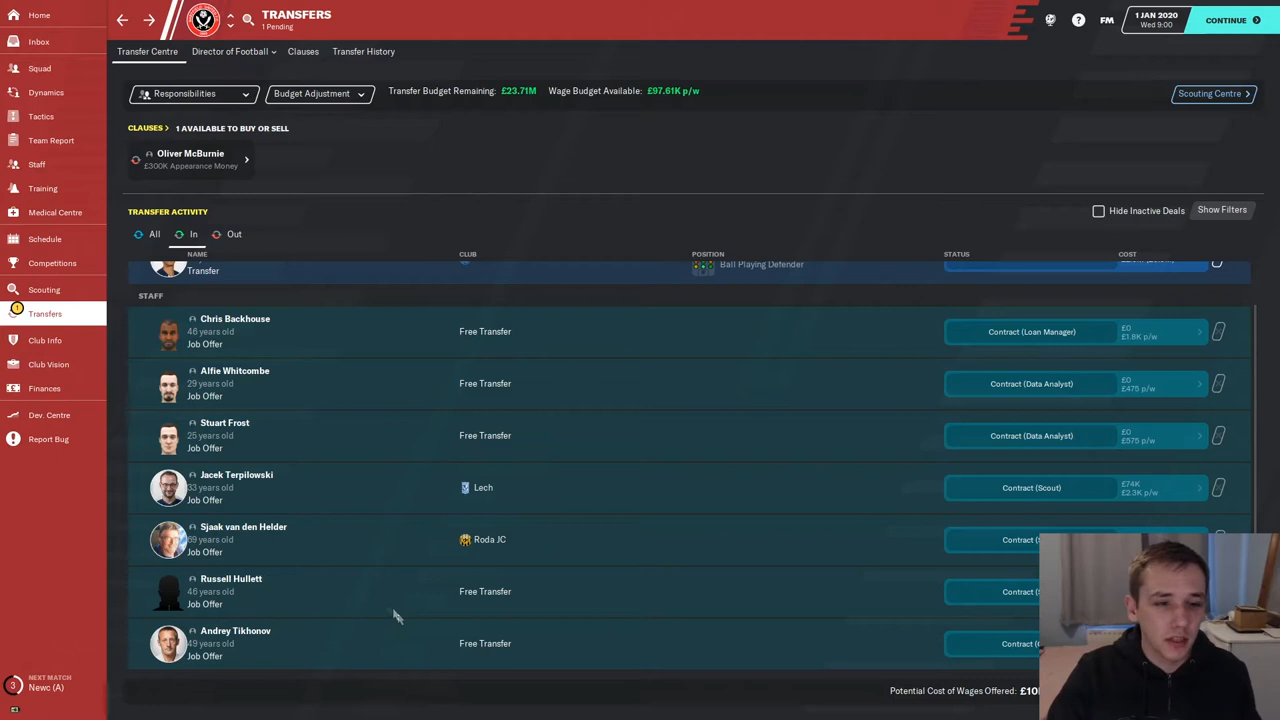 Home
TRANSFERS
1 Pending
FM
1 JAN 2020
Wed 9:00
CONTINUE
Inbox
Transfer Centre
Director of Football
Clauses
Transfer History
Squad
Dynamics
Responsibilities
Budget Adjustment
Transfer Budget Remaining: £23.71M
Wage Budget Available: £97.61K p/w
Scouting Centre
Tactics
CLAUSES > 1 AVAILABLE TO BUY OR SELL
Team Report
Oliver McBurnie
£300K Appearance Money
Staff
Training
Medical Centre
TRANSFER ACTIVITY
Hide Inactive Deals
Show Filters
Schedule
All
In
Out
Competitions
NAME
CLUB
POSITION
STATUS
COST
Transfer
Ball Playing Defender
Scouting
STAFF
1
Transfers
Chris Backhouse
46 years old
Job Offer
Free Transfer
Contract (Loan Manager)
£0
£1.8K p/w
Club Info
Club Vision
Alfie Whitcombe
29 years old
Job Offer
Free Transfer
Contract (Data Analyst)
£0
£475 p/w
Finances
Dev. Centre
Stuart Frost
25 years old
Job Offer
Free Transfer
Contract (Data Analyst)
£0
£575 p/w
Report Bug
Jacek Terpilowski
33 years old
Job Offer
Lech
Contract (Scout)
£74K
£2.3K p/w
Sjaak van den Helder
69 years old
Job Offer
Roda JC
Contract
Russell Hullett
46 years old
Job Offer
Free Transfer
Contract
Andrey Tikhonov
49 years old
Job Offer
Free Transfer
Contract
3
NEXT MATCH
Newc (A)
Potential Cost of Wages Offered: